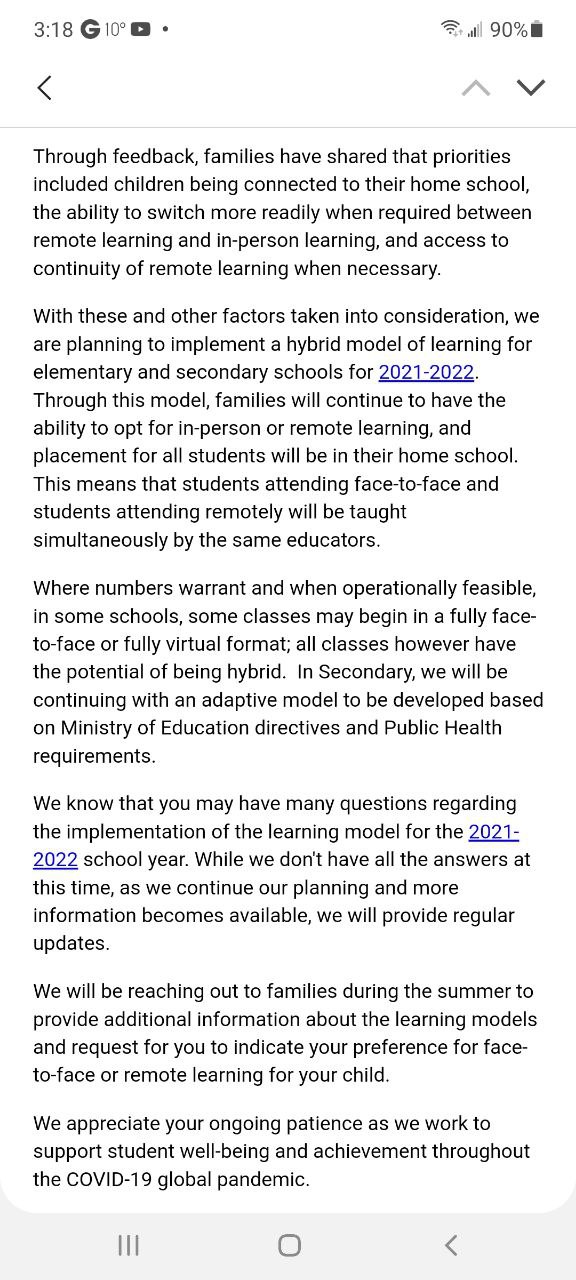 3:18 G 10° •
90%
Through feedback, families have shared that priorities
included children being connected to their home school,
the ability to switch more readily when required between
remote learning and in-person learning, and access to
continuity of remote learning when necessary.
With these and other factors taken into consideration, we
are planning to implement a hybrid model of learning for
elementary and secondary schools for 2021-2022.
Through this model, families will continue to have the
ability to opt for in-person or remote learning, and
placement for all students will be in their home school.
This means that students attending face-to-face and
students attending remotely will be taught
simultaneously by the same educators.
Where numbers warrant and when operationally feasible,
in some schools, some classes may begin in a fully face-
to-face or fully virtual format; all classes however have
the potential of being hybrid.  In Secondary, we will be
continuing with an adaptive model to be developed based
on Ministry of Education directives and Public Health
requirements.
We know that you may have many questions regarding
the implementation of the learning model for the 2021-
2022 school year. While we don't have all the answers at
this time, as we continue our planning and more
information becomes available, we will provide regular
updates.
We will be reaching out to families during the summer to
provide additional information about the learning models
and request for you to indicate your preference for face-
to-face or remote learning for your child.
We appreciate your ongoing patience as we work to
support student well-being and achievement throughout
the COVID-19 global pandemic.